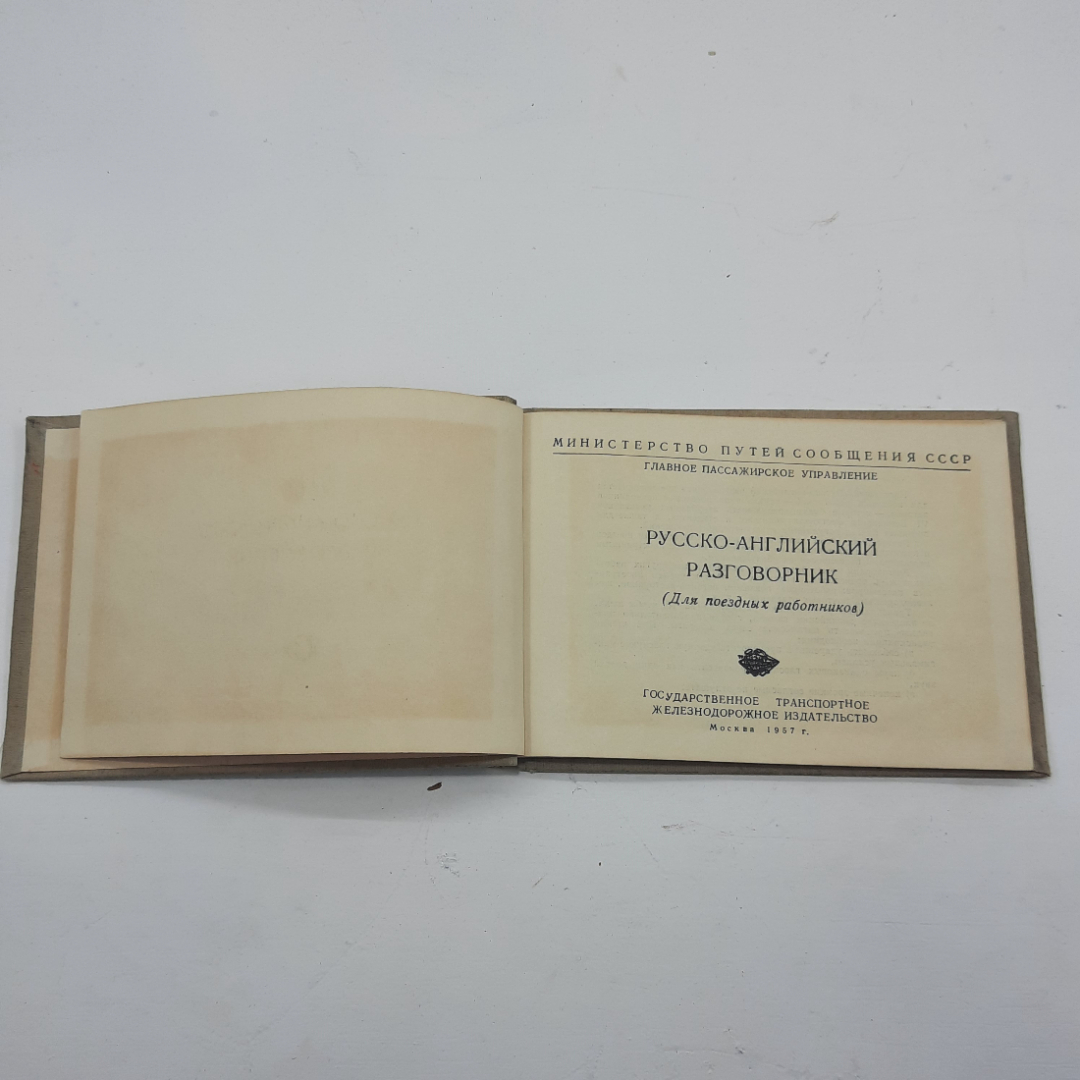 МИНИСТЕРСТВО ПУТЕЙ СООБЩЕНИЯ СССР
ГЛАВНОЕ ПАССАЖИРСКОЕ УПРАВЛЕНИЕ
РУССКО-АНГЛИЙСКИЙ
РАЗГОВОРНИК
(Для поездных работников)
ГОСУДАРСТВЕННОЕ ТРАНСПОРТНОЕ
ЖЕЛЕЗНОДОРОЖНОЕ ИЗДАТЕЛЬСТВО
Москва 1957 г.